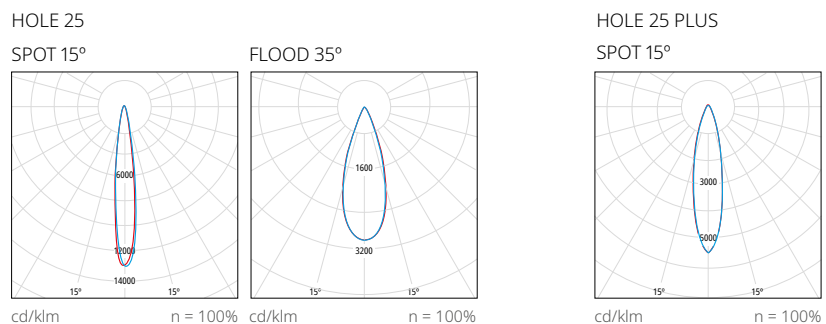 HOLE 25
HOLE 25 PLUS
SPOT 15º
FLOOD 35º
SPOT 15º
6000
12000
14000
15º
15º
1600
3200
15º
15º
3000
5000
15º
15º
cd/klm
n = 100%
cd/klm
n = 100%
cd/klm
n = 100%